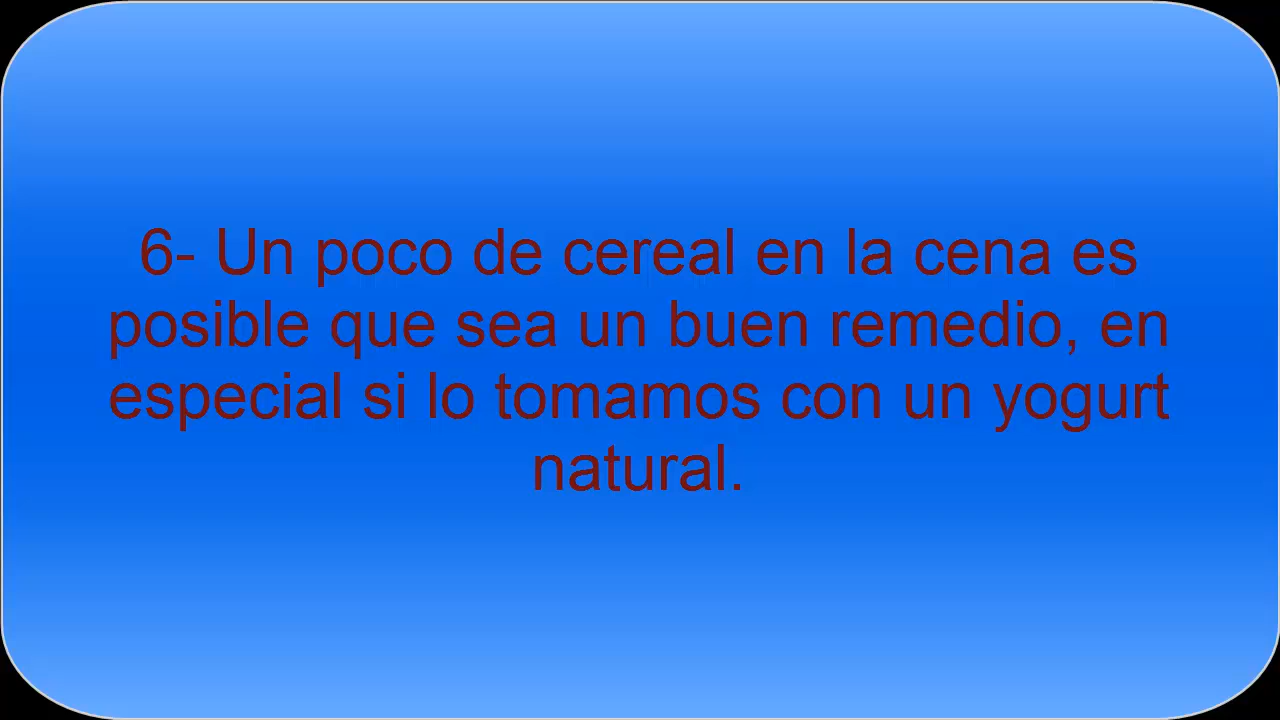 6- Un poco de cereal en la cena es
posible que sea un buen remedio, en
especial si lo tomamos con un yogurt
natural.